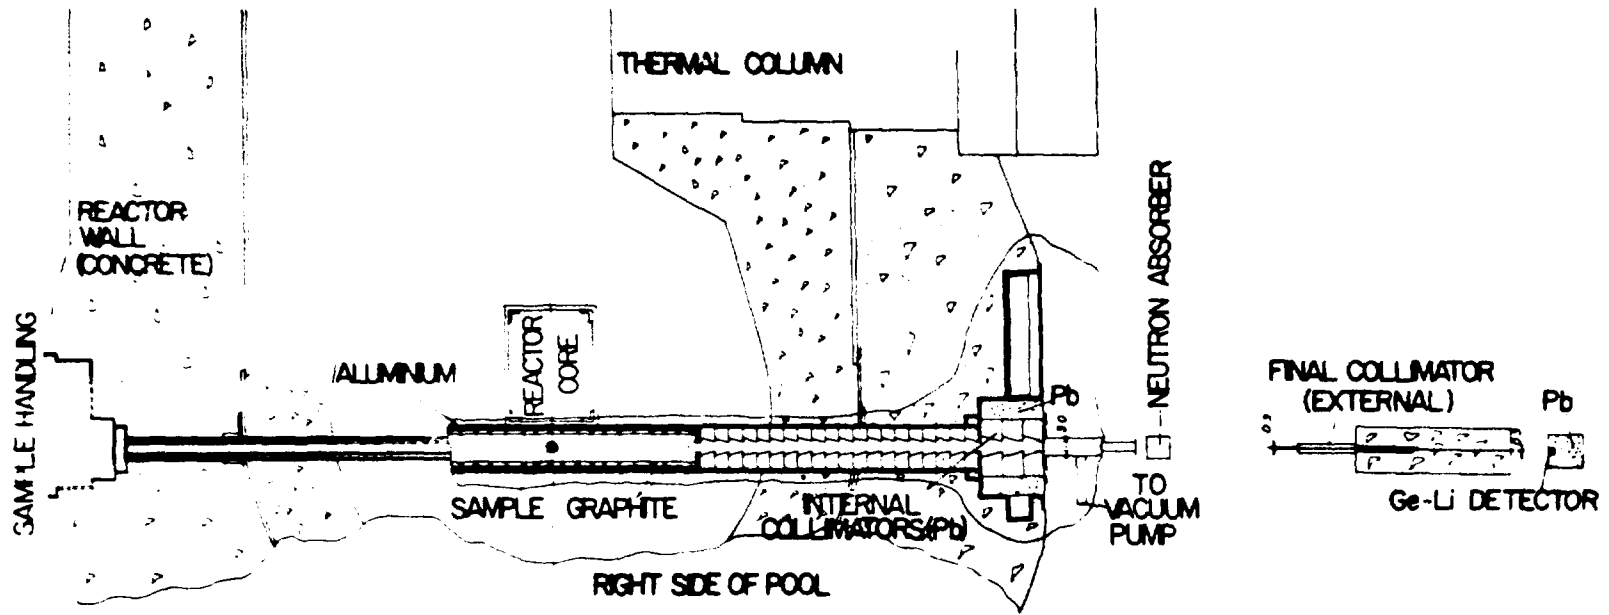 THERMAL COLUMN
REACTOR
WALL
(CONCRETE)
SAMPLE HANDLING
ALUMINIUM
REACTOR
CORE
Pb
NEUTRON ABSORBER
FINAL COLLIMATOR
(EXTERNAL)
Pb
SAMPLE GRAPHITE
INTERNAL
COLLIMATORS(Pb)
TO
VACUUM
PUMP
Ge-Li DETECTOR
RIGHT SIDE OF POOL